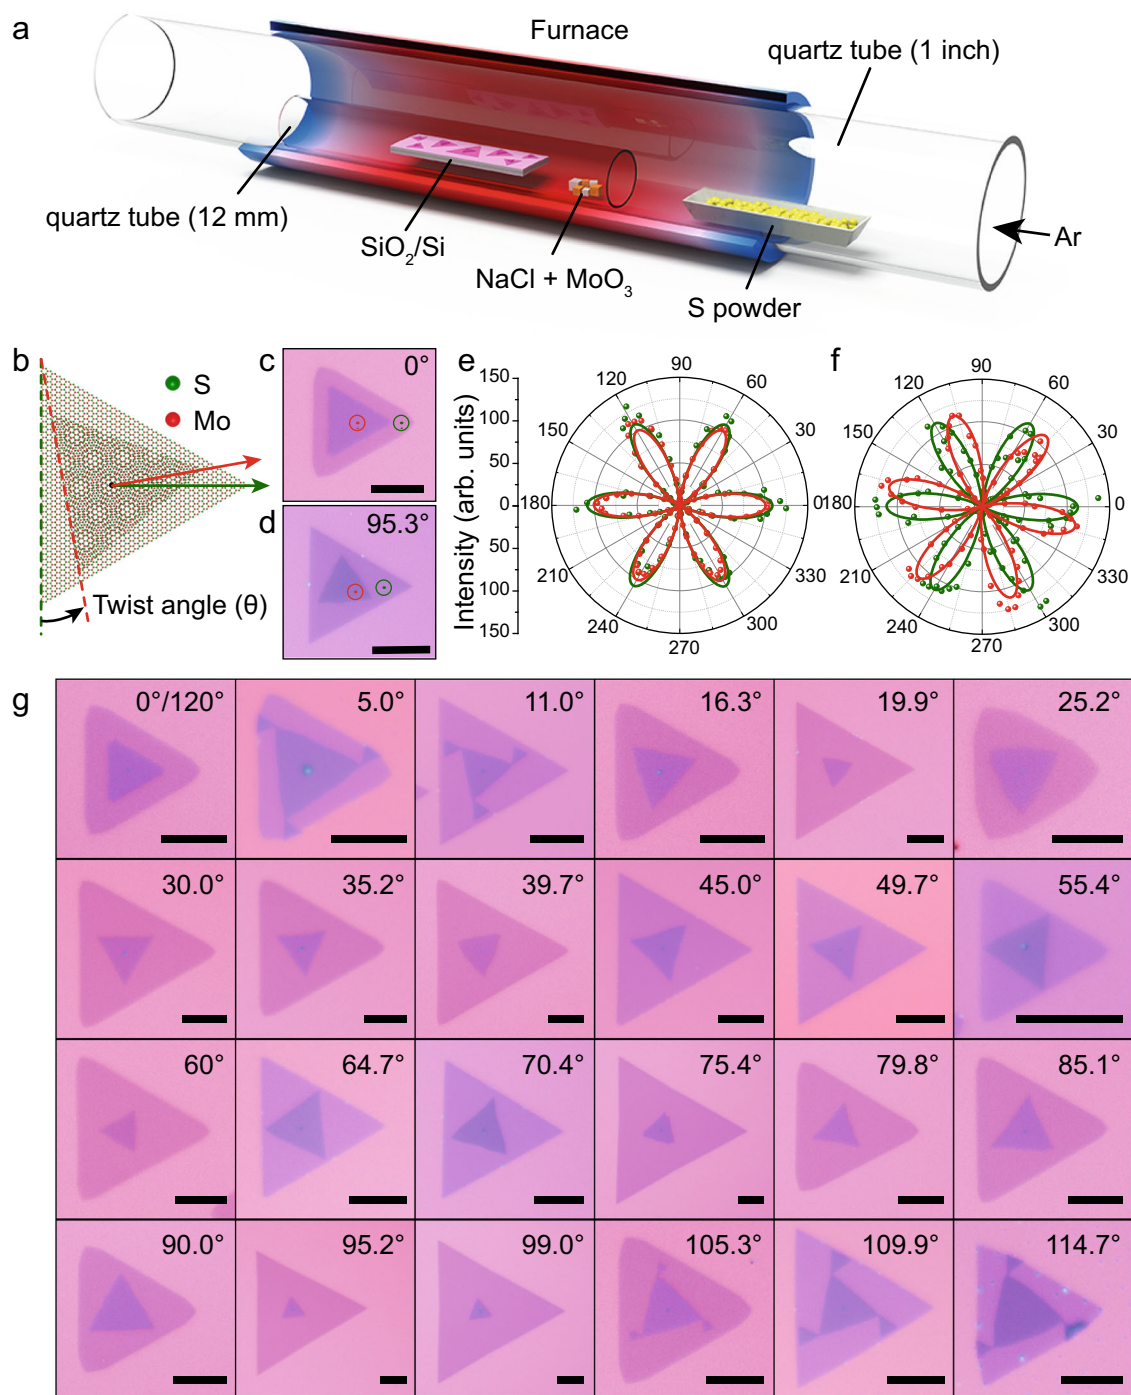 a
Furnace
quartz tube (1 inch)
quartz tube (12 mm)
SiO₂/Si
NaCl + MoO₃
S powder
Ar
b
S
Mo
Twist angle (θ)
c
0°
d
95.3°
e
Intensity (arb. units)
150
100
50
0
50
100
150
90
60
30
0
330
300
270
240
210
180
150
120
f
90
60
30
0
330
300
270
240
210
180
150
120
g
0°/120° 5.0° 11.0° 16.3° 19.9° 25.2°
30.0° 35.2° 39.7° 45.0° 49.7° 55.4°
60° 64.7° 70.4° 75.4° 79.8° 85.1°
90.0° 95.2° 99.0° 105.3° 109.9° 114.7°